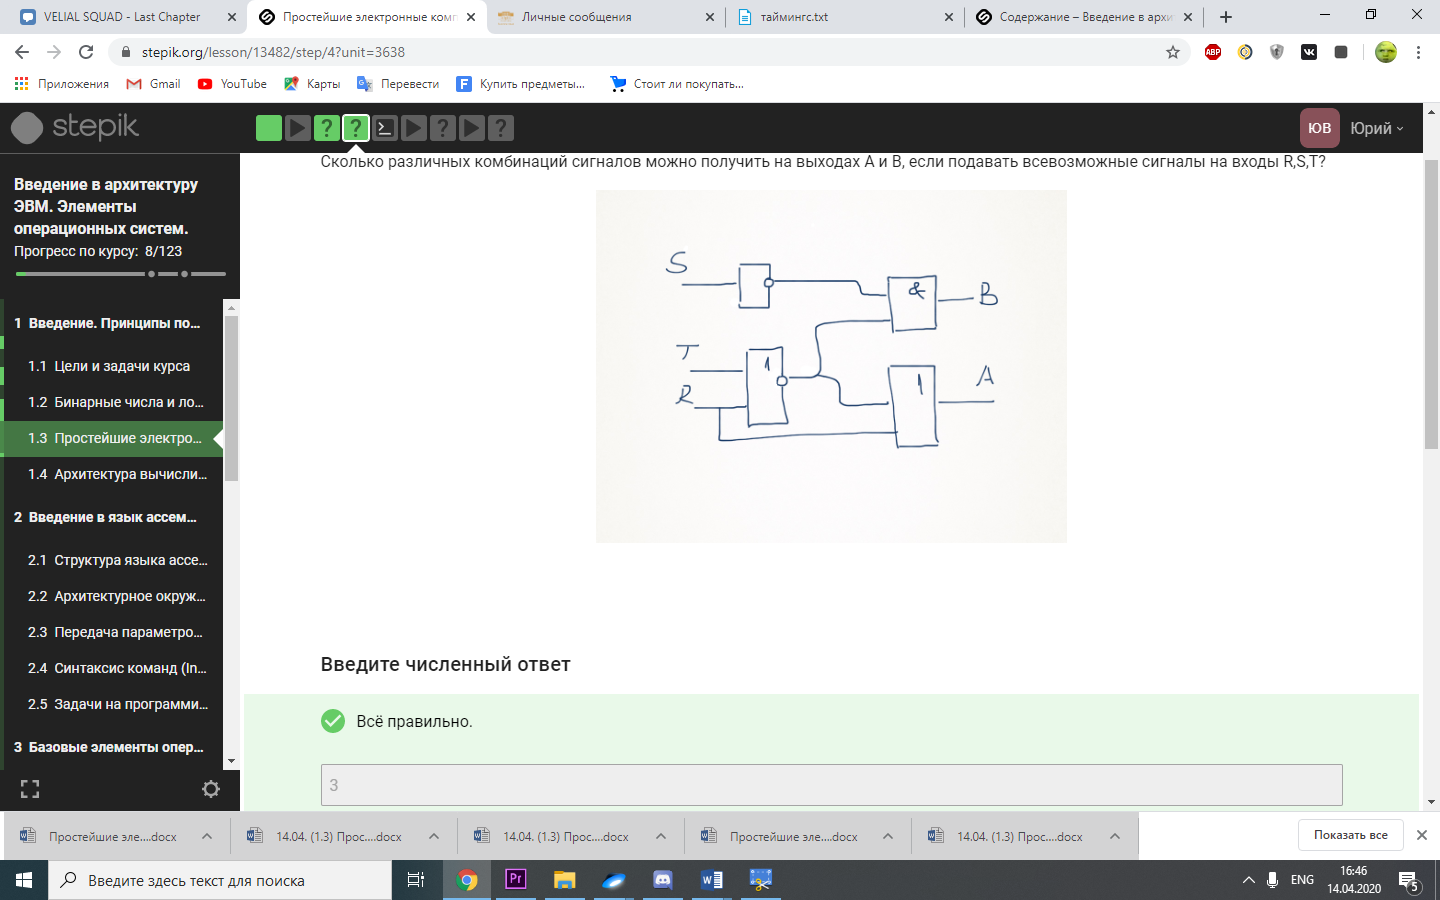 VELIAL SQUAD - Last Chapter
Простейшие электронные комп
Личные сообщения
таймингс.txt
Содержание – Введение в архи
stepik.org/lesson/13482/step/4?unit=3638
ABP
Приложения
Gmail
YouTube
Карты
Перевести
Купить предметы...
Стоит ли покупать...
stepik
ЮВ
Юрий
Введение в архитектуру
ЭВМ. Элементы
операционных систем.
Прогресс по курсу: 8/123
1 Введение. Принципы по...
1.1 Цели и задачи курса
1.2 Бинарные числа и ло...
1.3 Простейшие электро...
1.4 Архитектура вычисли...
2 Введение в язык ассем...
2.1 Структура языка ассе...
2.2 Архитектурное окруж...
2.3 Передача параметро...
2.4 Синтаксис команд (In...
2.5 Задачи на программи...
3 Базовые элементы опер...
Сколько различных комбинаций сигналов можно получить на выходах A и B, если подавать всевозможные сигналы на входы R,S,T?
S
&
B
T
1
R
1
A
Введите численный ответ
Всё правильно.
3
Простейшие эле....docx
14.04. (1.3) Прос....docx
14.04. (1.3) Прос....docx
Простейшие эле....docx
14.04. (1.3) Прос....docx
Показать все
Введите здесь текст для поиска
Pr
ENG
16:46
14.04.2020
5